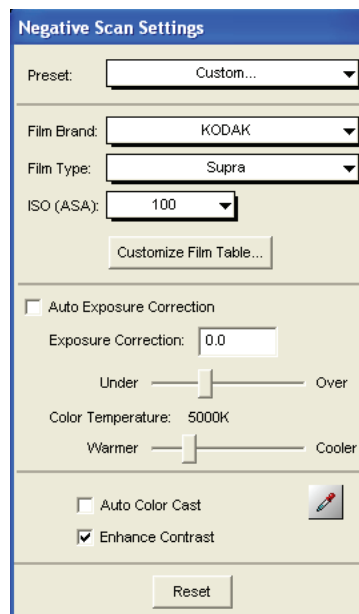 Negative Scan Settings
Preset: Custom...
Film Brand: KODAK
Film Type: Supra
ISO (ASA): 100
Customize Film Table...
Auto Exposure Correction
Exposure Correction: 0.0
Under Over
Color Temperature: 5000K
Warmer Cooler
Auto Color Cast
Enhance Contrast
Reset